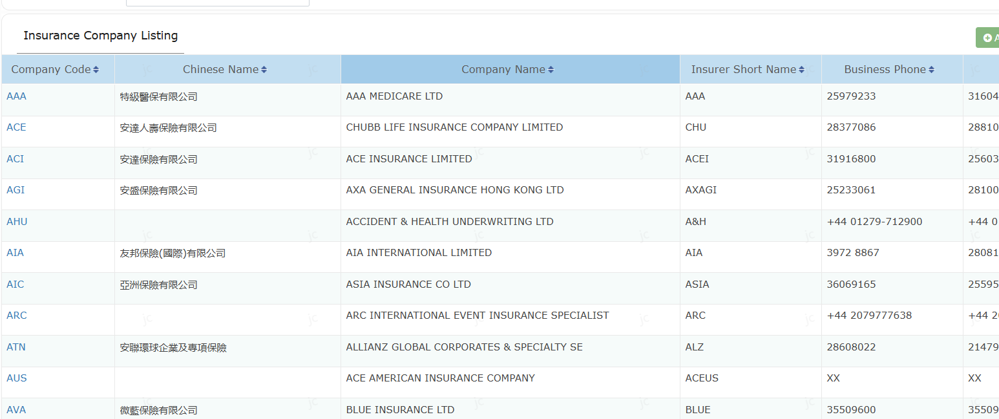 Insurance Company Listing
Company Code Chinese Name Company Name Insurer Short Name Business Phone
AAA 特級醫保有限公司 AAA MEDICARE LTD AAA 25979233 31604
ACE 安達人壽保險有限公司 CHUBB LIFE INSURANCE COMPANY LIMITED CHU 28377086 28810
ACI 安達保險有限公司 ACE INSURANCE LIMITED ACEI 31916800 25603
AGI 安盛保險有限公司 AXA GENERAL INSURANCE HONG KONG LTD AXAGI 25233061 28100
AHU ACCIDENT & HEALTH UNDERWRITING LTD A&H +44 01279-712900 +44 0
AIA 友邦保險(國際)有限公司 AIA INTERNATIONAL LIMITED AIA 3972 8867 28081
AIC 亞洲保險有限公司 ASIA INSURANCE CO LTD ASIA 36069165 25595
ARC ARC INTERNATIONAL EVENT INSURANCE SPECIALIST ARC +44 2079777638 +44 20
ATN 安聯環球企業及專項保險 ALLIANZ GLOBAL CORPORATES & SPECIALTY SE ALZ 28608022 21479
AUS ACE AMERICAN INSURANCE COMPANY ACEUS XX XX
AVA 微藍保險有限公司 BLUE INSURANCE LTD BLUE 35509600 35509